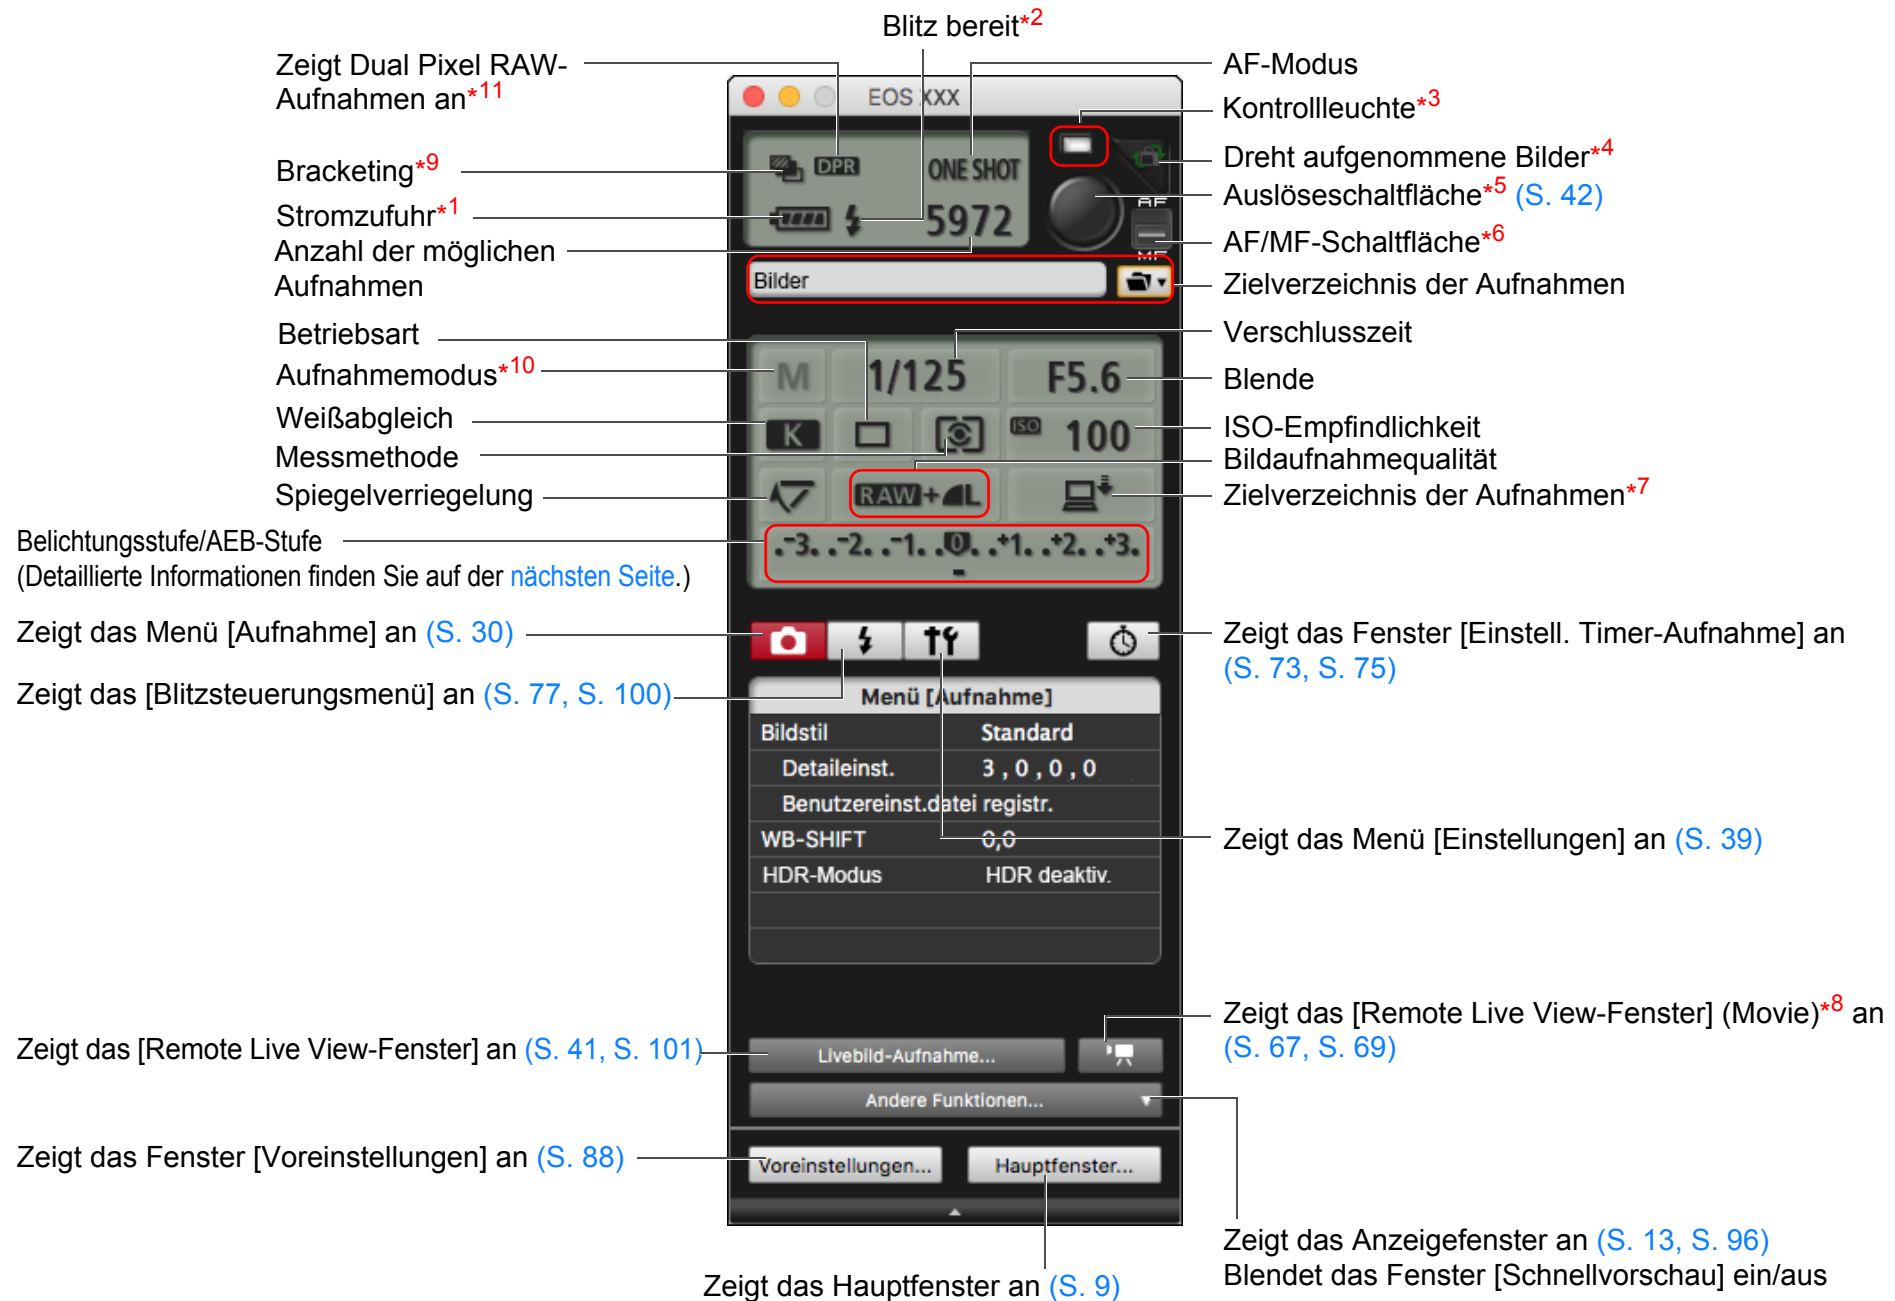 Blitz bereit*2
Zeigt Dual Pixel RAW-
Aufnahmen an*11
Bracketing*9
Stromzufuhr*1
Anzahl der möglichen
Aufnahmen
Betriebsart
Aufnahmemodus*10
Weißabgleich
Messmethode
Spiegelverriegelung
Belichtungsstufe/AEB-Stufe
(Detaillierte Informationen finden Sie auf der nächsten Seite.)
Zeigt das Menü [Aufnahme] an (S. 30)
Zeigt das [Blitzsteuerungsmenü] an (S. 77, S. 100)
Zeigt das [Remote Live View-Fenster] an (S. 41, S. 101)
Zeigt das Fenster [Voreinstellungen] an (S. 88)
EOS XXX
DPR
ONE SHOT
5972
AF
MF
Bilder
M
1/125
F5.6
K
ISO 100
RAW+L
.-3. .-2. .-1. .0. .+1. .+2. .+3.
Menü [Aufnahme]
Bildstil Standard
Detaileinst. 3 , 0 , 0 , 0
Benutzereinst.datei registr.
WB-SHIFT 0,0
HDR-Modus HDR deaktiv.
Livebild-Aufnahme...
Andere Funktionen...
Voreinstellungen...
Hauptfenster...
AF-Modus
Kontrollleuchte*3
Dreht aufgenommene Bilder*4
Auslöseschaltfläche*5 (S. 42)
AF/MF-Schaltfläche*6
Zielverzeichnis der Aufnahmen
Verschlusszeit
Blende
ISO-Empfindlichkeit
Bildaufnahmequalität
Zielverzeichnis der Aufnahmen*7
Zeigt das Fenster [Einstell. Timer-Aufnahme] an
(S. 73, S. 75)
Zeigt das Menü [Einstellungen] an (S. 39)
Zeigt das [Remote Live View-Fenster] (Movie)*8 an
(S. 67, S. 69)
Zeigt das Anzeigefenster an (S. 13, S. 96)
Blendet das Fenster [Schnellvorschau] ein/aus
Zeigt das Hauptfenster an (S. 9)